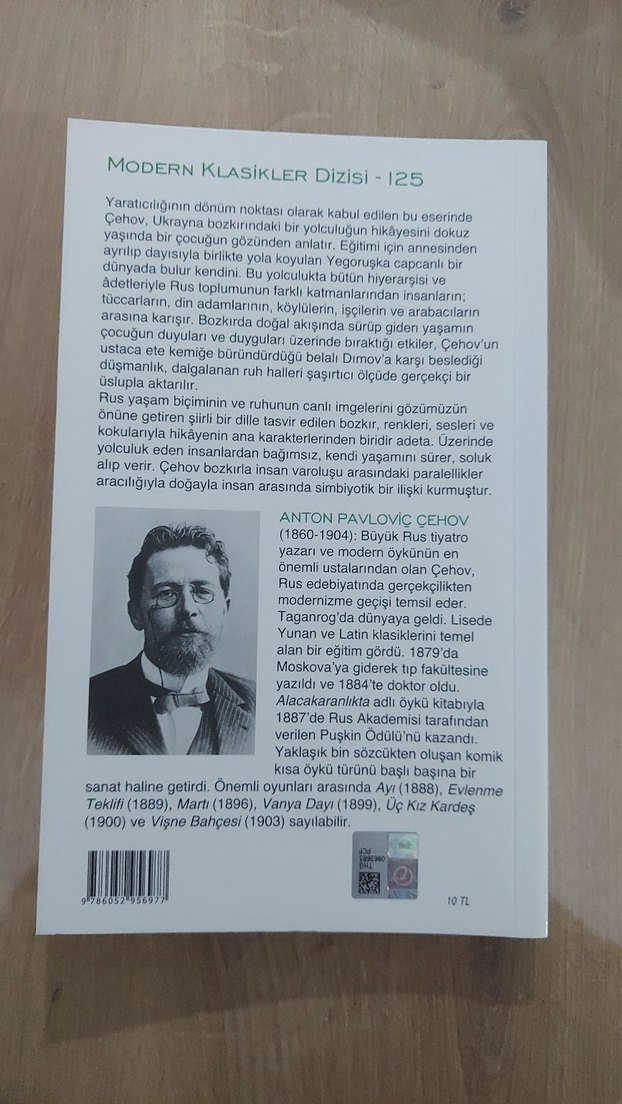 MODERN KLASİKLER DİZİSİ - 125
Yaratıcılığının dönüm noktası olarak kabul edilen bu eserinde
Çehov, Ukrayna bozkırındaki bir yolculuğun hikâyesini dokuz
yaşında bir çocuğun gözünden anlatır. Eğitimi için annesinden
ayrılıp dayısıyla birlikte yola koyulan Yegoruşka capcanlı bir
dünyada bulur kendini. Bu yolculukta bütün hiyerarşisi ve
âdetleriyle Rus toplumunun farklı katmanlarından insanların;
tüccarların, din adamlarının, köylülerin, işçilerin ve arabacıların
arasına karışır. Bozkırda doğal akışında sürüp giden yaşamın
çocuğun duyuları ve duyguları üzerinde bıraktığı etkiler, Çehov'un
ustaca ete kemiğe büründürdüğü belalı Dımov'a karşı beslediği
düşmanlık, dalgalanan ruh halleri şaşırtıcı ölçüde gerçekçi bir
üslupla aktarılır.
Rus yaşam biçiminin ve ruhunun canlı imgelerini gözümüzün
önüne getiren şiirli bir dille tasvir edilen bozkır, renkleri, sesleri ve
kokularıyla hikâyenin ana karakterlerinden biridir adeta. Üzerinde
yolculuk eden insanlardan bağımsız, kendi yaşamını sürer, soluk
alıp verir. Çehov bozkırla insan varoluşu arasındaki paralellikler
aracılığıyla doğayla insan arasında simbiyotik bir ilişki kurmuştur.
ANTON PAVLOVİÇ ÇEHOV
(1860-1904): Büyük Rus tiyatro
yazarı ve modern öykünün en
önemli ustalarından olan Çehov,
Rus edebiyatında gerçekçilikten
modernizme geçişi temsil eder.
Taganrog'da dünyaya geldi. Lisede
Yunan ve Latin klasiklerini temel
alan bir eğitim gördü. 1879'da
Moskova'ya giderek tıp fakültesine
yazıldı ve 1884'te doktor oldu.
Alacakaranlıkta adlı öykü kitabıyla
1887'de Rus Akademisi tarafından
verilen Puşkin Ödülü'nü kazandı.
Yaklaşık bin sözcükten oluşan komik
kısa öykü türünü başlı başına bir
sanat haline getirdi. Önemli oyunları arasında Ayı (1888), Evlenme
Teklifi (1889), Martı (1896), Vanya Dayı (1899), Üç Kız Kardeş
(1900) ve Vişne Bahçesi (1903) sayılabilir.
9 786052 956977
10 TL